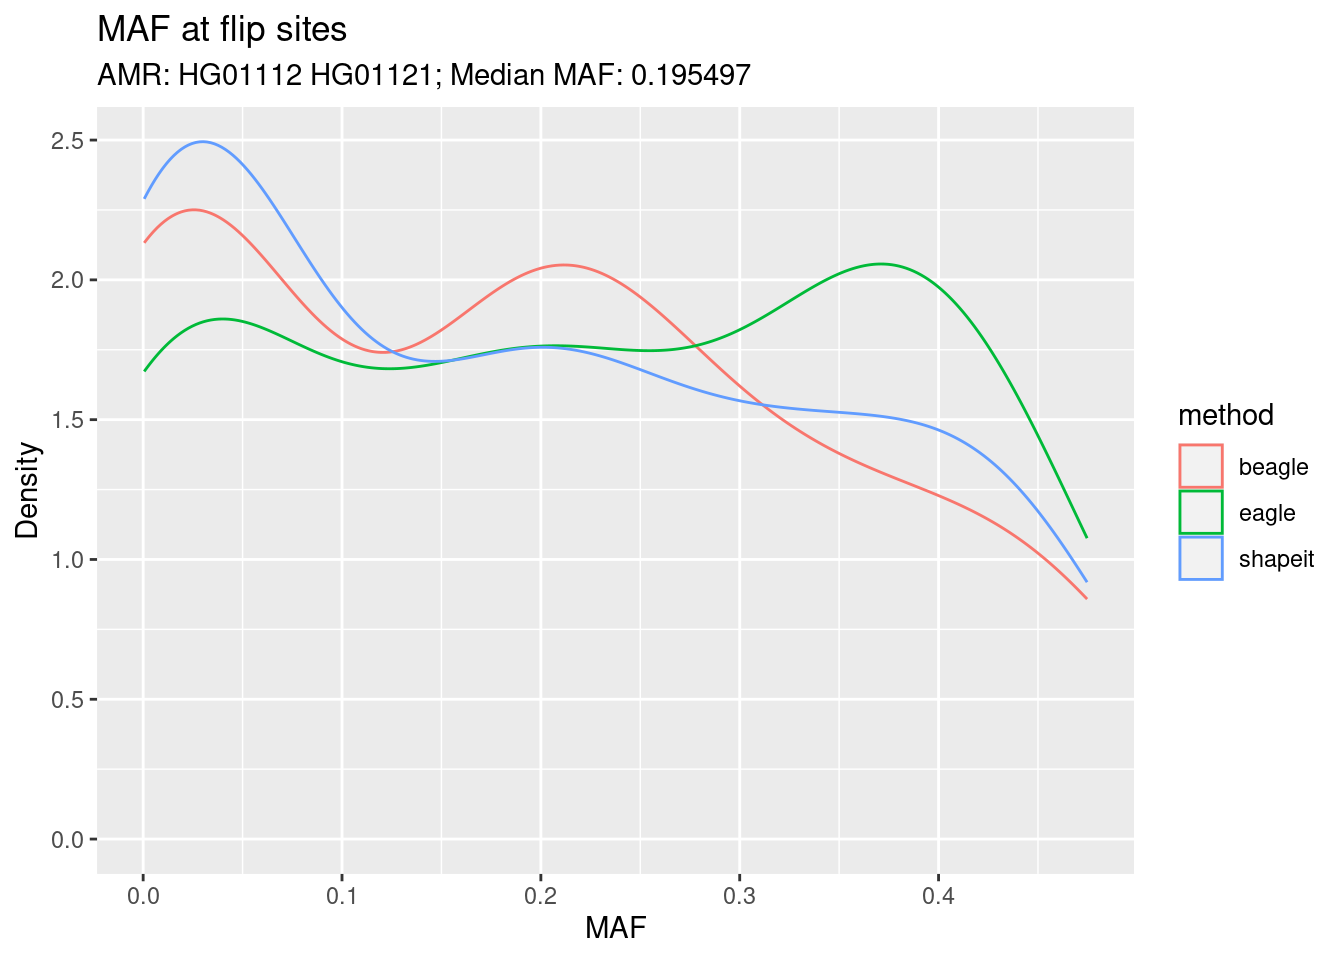 MAF at flip sites
AMR: HG01112 HG01121; Median MAF: 0.195497
2.5
2.0
1.5
1.0
0.5
0.0
Density
0.0 0.1 0.2 0.3 0.4
MAF
method
beagle
eagle
shapeit